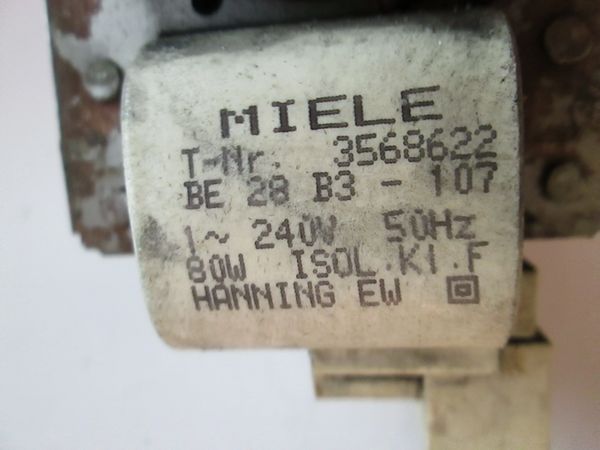 MIELE
T-Nr. 3568622
BE 28 B3 - 107
1~ 240V 50Hz
80W ISOL.Kl.F
HANNING EW